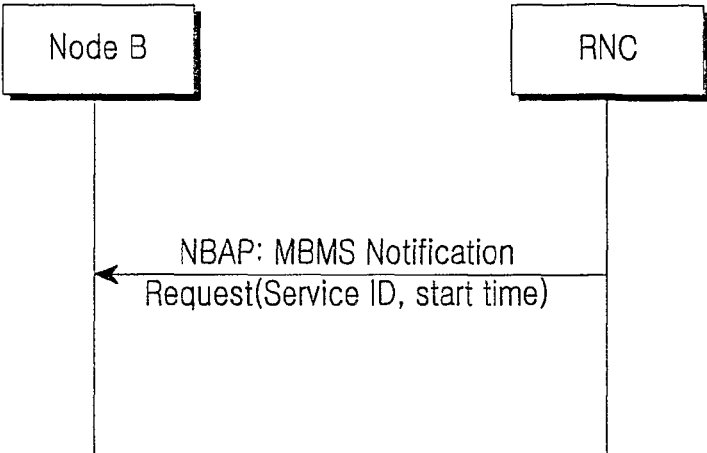 Node B
RNC
NBAP: MBMS Notification
Request(Service ID, start time)